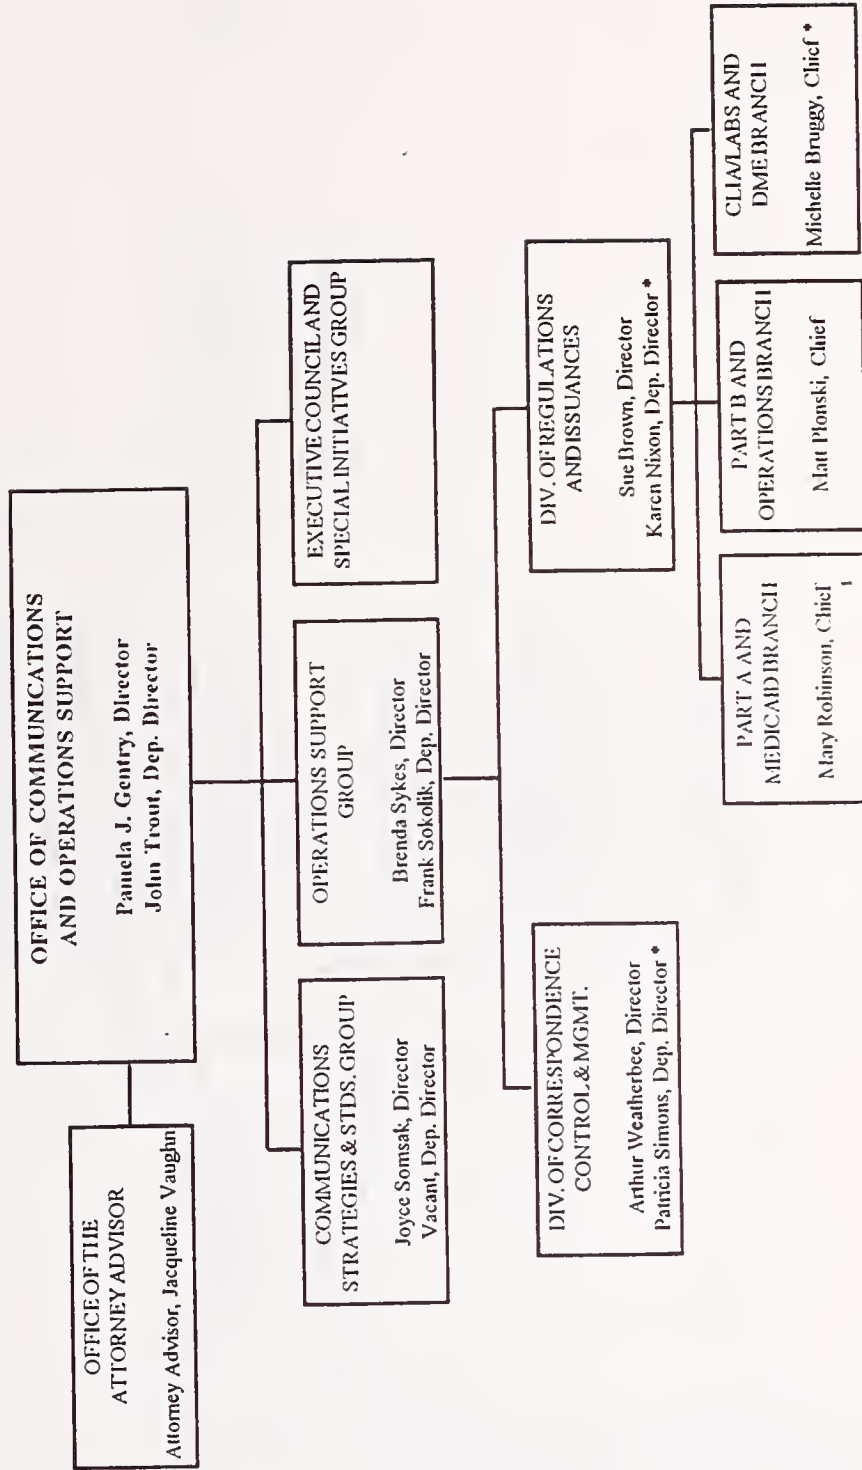 OFFICE OF COMMUNICATIONS
AND OPERATIONS SUPPORT
Pamela J. Gentry, Director
John Trout, Dep. Director
OFFICE OF THE
ATTORNEY ADVISOR
Attorney Advisor, Jacqueline Vaughn
COMMUNICATIONS
STRATEGIES & STDS. GROUP
Joyce Somsak, Director
Vacant, Dep. Director
OPERATIONS SUPPORT
GROUP
Brenda Sykes, Director
Frank Sokolik, Dep. Director
EXECUTIVE COUNCIL AND
SPECIAL INITIATIVES GROUP
DIV. OF CORRESPONDENCE
CONTROL & MGMT.
Arthur Weatherbee, Director
Patricia Simons, Dep. Director *
DIV. OF REGULATIONS
AND ISSUANCES
Sue Brown, Director
Karen Nixon, Dep. Director *
PART A AND
MEDICAID BRANCH
Mary Robinson, Chief
PART B AND
OPERATIONS BRANCH
Matt Plonski, Chief
CLIA/LABS AND
DME BRANCH
Michelle Bruggy, Chief *